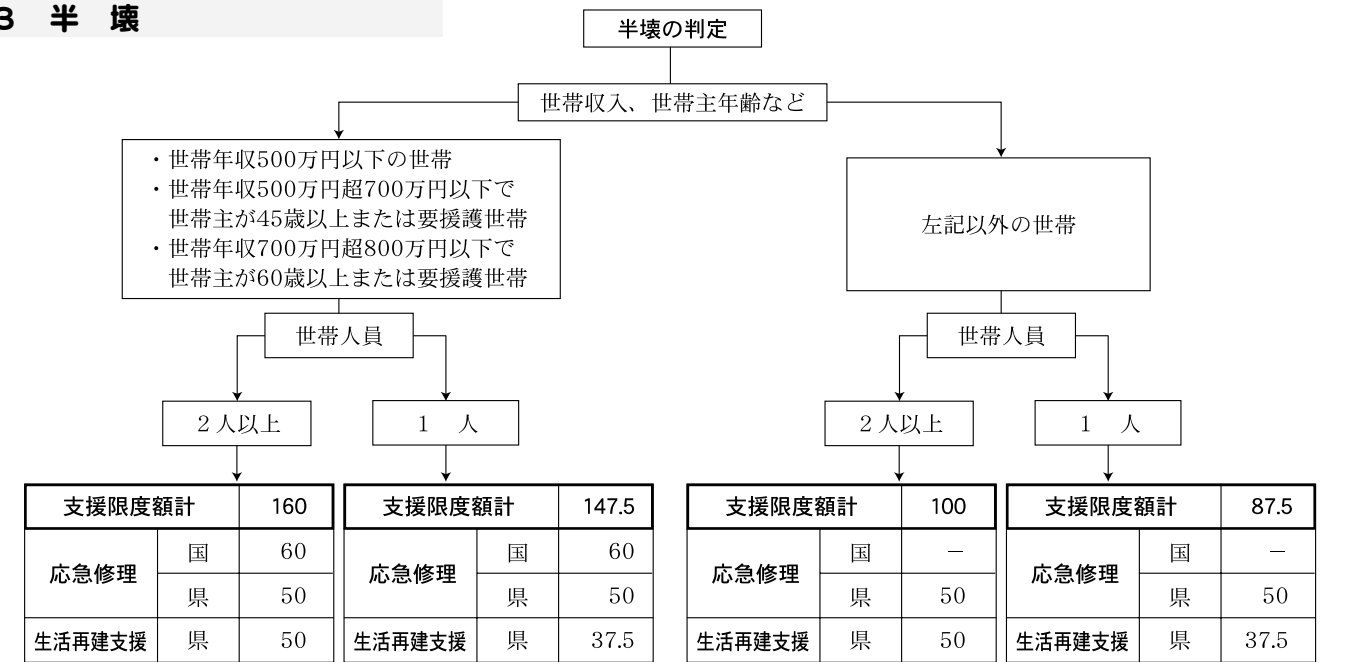 3 半 壊
半壊の判定
世帯収入、世帯主年齢など
・世帯年収500万円以下の世帯
・世帯年収500万円超700万円以下で
世帯主が45歳以上または要援護世帯
・世帯年収700万円超800万円以下で
世帯主が60歳以上または要援護世帯
左記以外の世帯
世帯人員
世帯人員
2人以上
1 人
2人以上
1 人
支援限度額計 160
応急修理 国 60
県 50
生活再建支援 県 50
支援限度額計 147.5
応急修理 国 60
県 50
生活再建支援 県 37.5
支援限度額計 100
応急修理 国 −
県 50
生活再建支援 県 50
支援限度額計 87.5
応急修理 国 −
県 50
生活再建支援 県 37.5